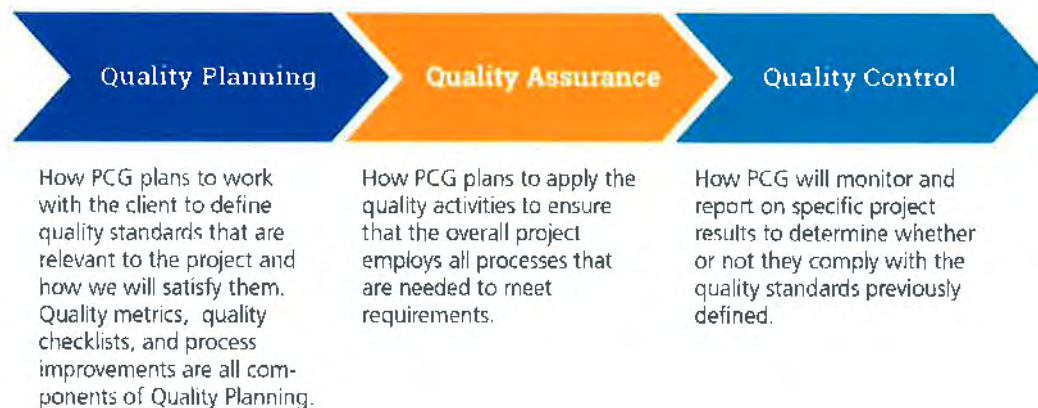 Quality Planning
Quality Assurance
Quality Control
How PCG plans to work
with the client to define
quality standards that are
relevant to the project and
how we will satisfy them.
Quality metrics, quality
checklists, and process
improvements are all com-
ponents of Quality Planning.
How PCG plans to apply the
quality activities to ensure
that the overall project
employs all processes that
are needed to meet
requirements.
How PCG will monitor and
report on specific project
results to determine whether
or not they comply with the
quality standards previously
defined.